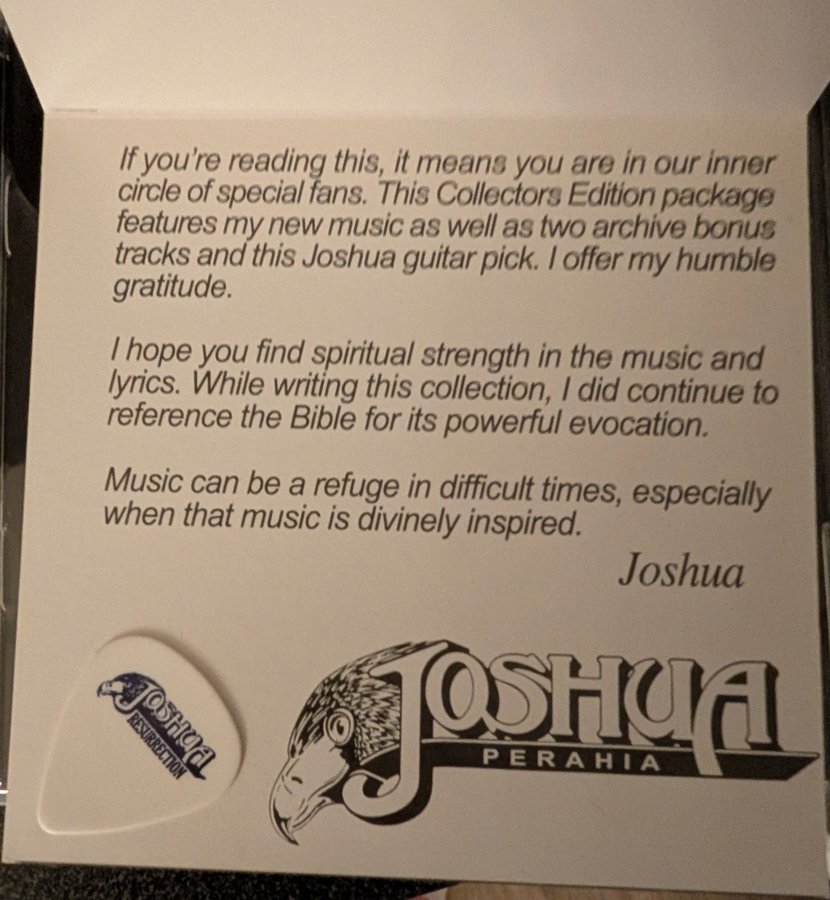 If you're reading this, it means you are in our inner
circle of special fans. This Collectors Edition package
features my new music as well as two archive bonus
tracks and this Joshua guitar pick. I offer my humble
gratitude.
I hope you find spiritual strength in the music and
lyrics. While writing this collection, I did continue to
reference the Bible for its powerful evocation.
Music can be a refuge in difficult times, especially
when that music is divinely inspired.
Joshua
JOSHUA
RESURRECTION
JOSHUA
PERAHIA